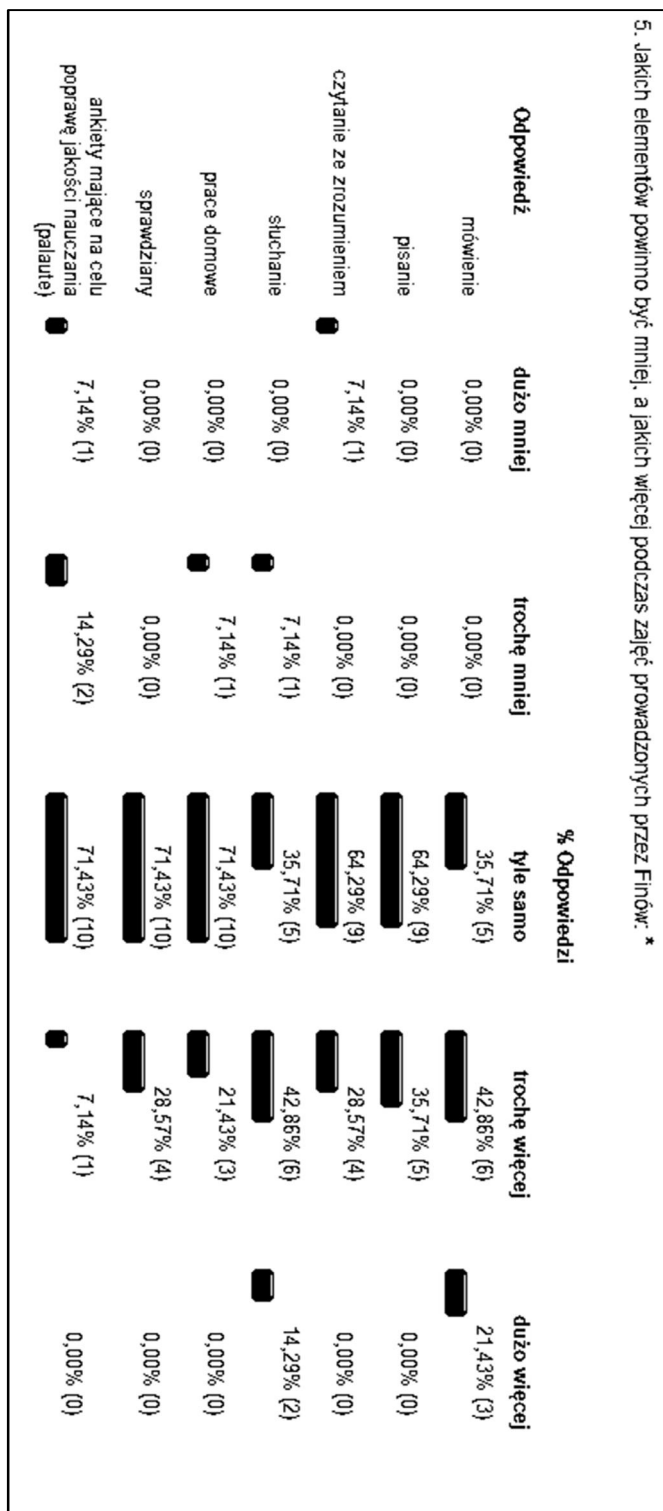 5. Jakich elementów powinno być mniej, a jakich więcej podczas zajęć prowadzonych przez Finów: *
% Odpowiedzi
Odpowiedź dużo mniej trochę mniej tyle samo trochę więcej dużo więcej
mówienie 0,00% (0) 0,00% (0) 35,71% (5) 42,86% (6) 21,43% (3)
pisanie 0,00% (0) 0,00% (0) 64,29% (9) 35,71% (5) 0,00% (0)
czytanie ze zrozumieniem 7,14% (1) 0,00% (0) 64,29% (9) 28,57% (4) 0,00% (0)
słuchanie 0,00% (0) 7,14% (1) 35,71% (5) 42,86% (6) 14,29% (2)
prace domowe 0,00% (0) 7,14% (1) 71,43% (10) 21,43% (3) 0,00% (0)
sprawdziany 0,00% (0) 0,00% (0) 71,43% (10) 28,57% (4) 0,00% (0)
ankiety mające na celu
poprawę jakości nauczania
(palaute) 7,14% (1) 14,29% (2) 71,43% (10) 7,14% (1) 0,00% (0)